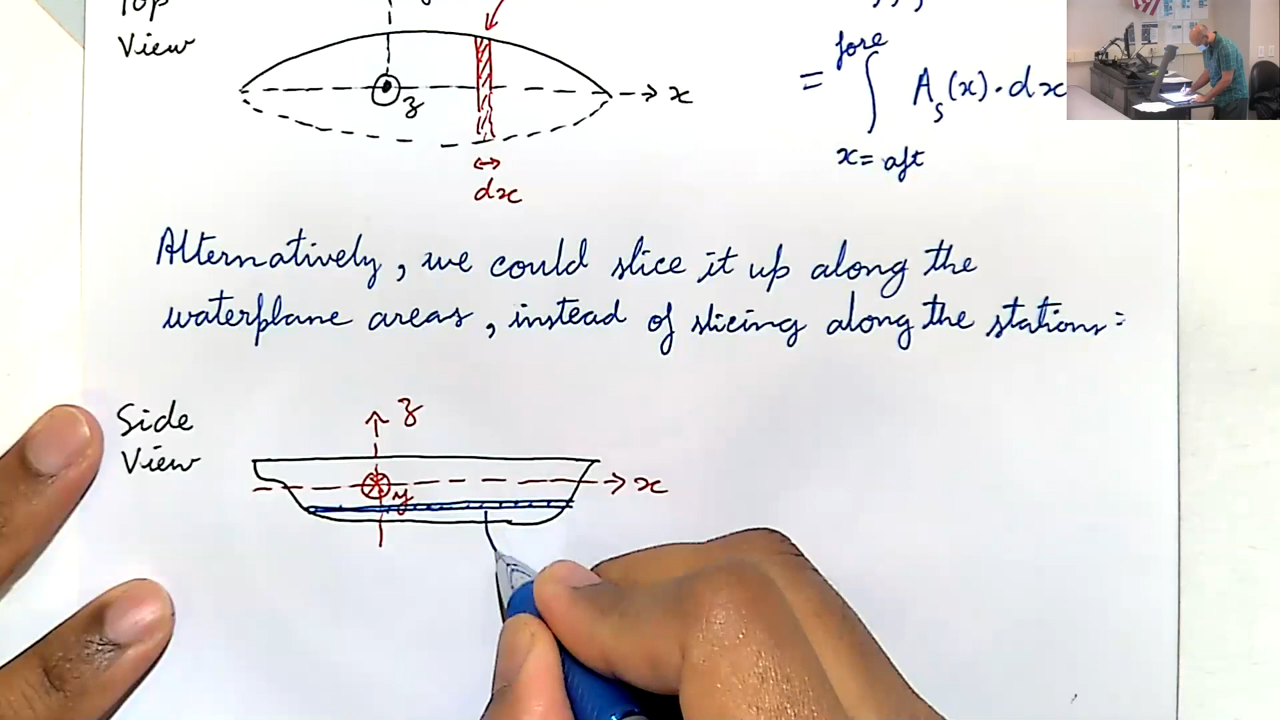 Top
View
z
x
dx
fore
= ∫ A_s(x)·dx
x = aft
Alternatively, we could slice it up along the
waterplane areas, instead of slicing along the stations:
Side
View
z
y
x